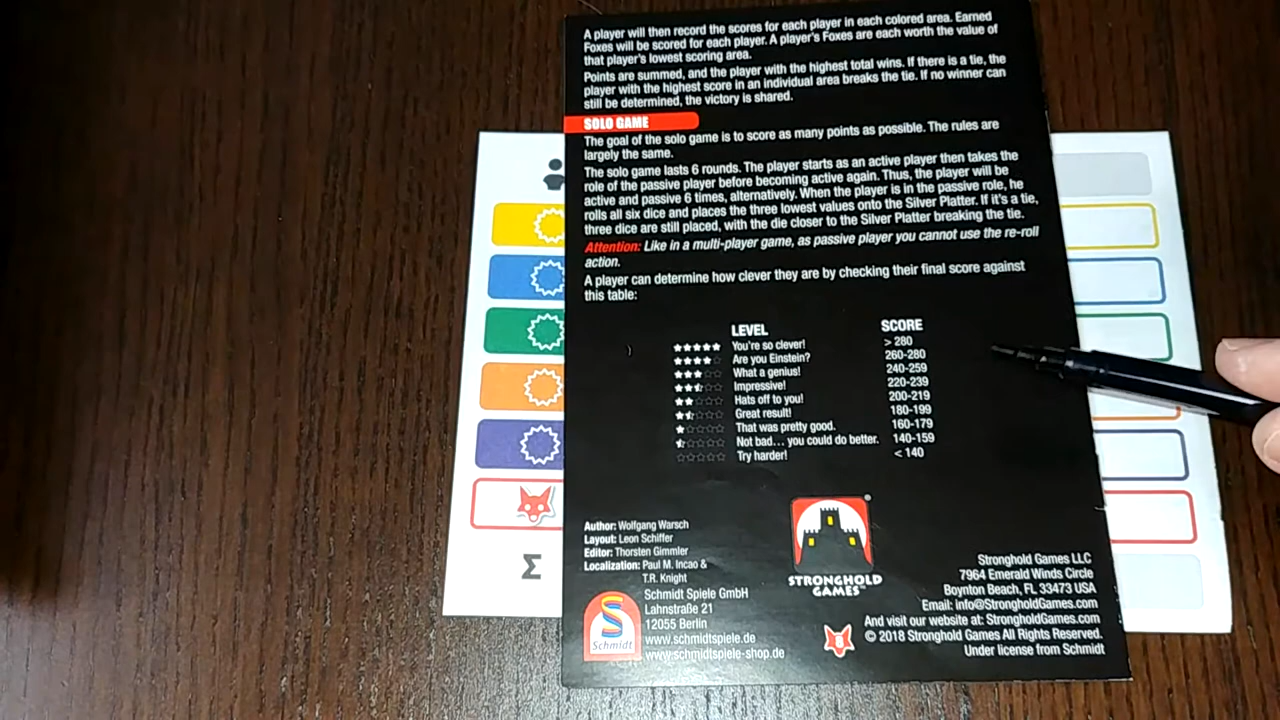 A player will then record the scores for each player in each colored area. Earned
Foxes will be scored for each player. A player's Foxes are each worth the value of
that player's lowest scoring area.
Points are summed, and the player with the highest total wins. If there is a tie, the
player with the highest score in an individual area breaks the tie. If no winner can
still be determined, the victory is shared.
SOLO GAME
The goal of the solo game is to score as many points as possible. The rules are
largely the same.
The solo game lasts 6 rounds. The player starts as an active player then takes the
role of the passive player before becoming active again. Thus, the player will be
active and passive 6 times, alternatively. When the player is in the passive role, he
rolls all six dice and places the three lowest values onto the Silver Platter. If it's a tie,
three dice are still placed, with the die closer to the Silver Platter breaking the tie.
Attention: Like in a multi-player game, as passive player you cannot use the re-roll
action.
A player can determine how clever they are by checking their final score against
this table:
LEVEL SCORE
★★★★★ You're so clever! > 280
★★★★☆ Are you Einstein? 260-280
★★★☆☆ What a genius! 240-259
Impressive! 220-239
★★☆☆☆ Hats off to you! 200-219
Great result! 180-199
★☆☆☆☆ That was pretty good. 160-179
Not bad... you could do better. 140-159
☆☆☆☆☆ Try harder! < 140
Author: Wolfgang Warsch
Layout: Leon Schiffer
Editor: Thorsten Gimmler
Localization: Paul M. Incao &
T.R. Knight
Schmidt Spiele GmbH
Lahnstraße 21
12055 Berlin
www.schmidtspiele.de
www.schmidtspiele-shop.de
S
Schmidt
®
STRONGHOLD
GAMES™
8
Stronghold Games LLC
7964 Emerald Winds Circle
Boynton Beach, FL 33473 USA
Email: info@StrongholdGames.com
And visit our website at: StrongholdGames.com
© 2018 Stronghold Games All Rights Reserved.
Under license from Schmidt
Σ